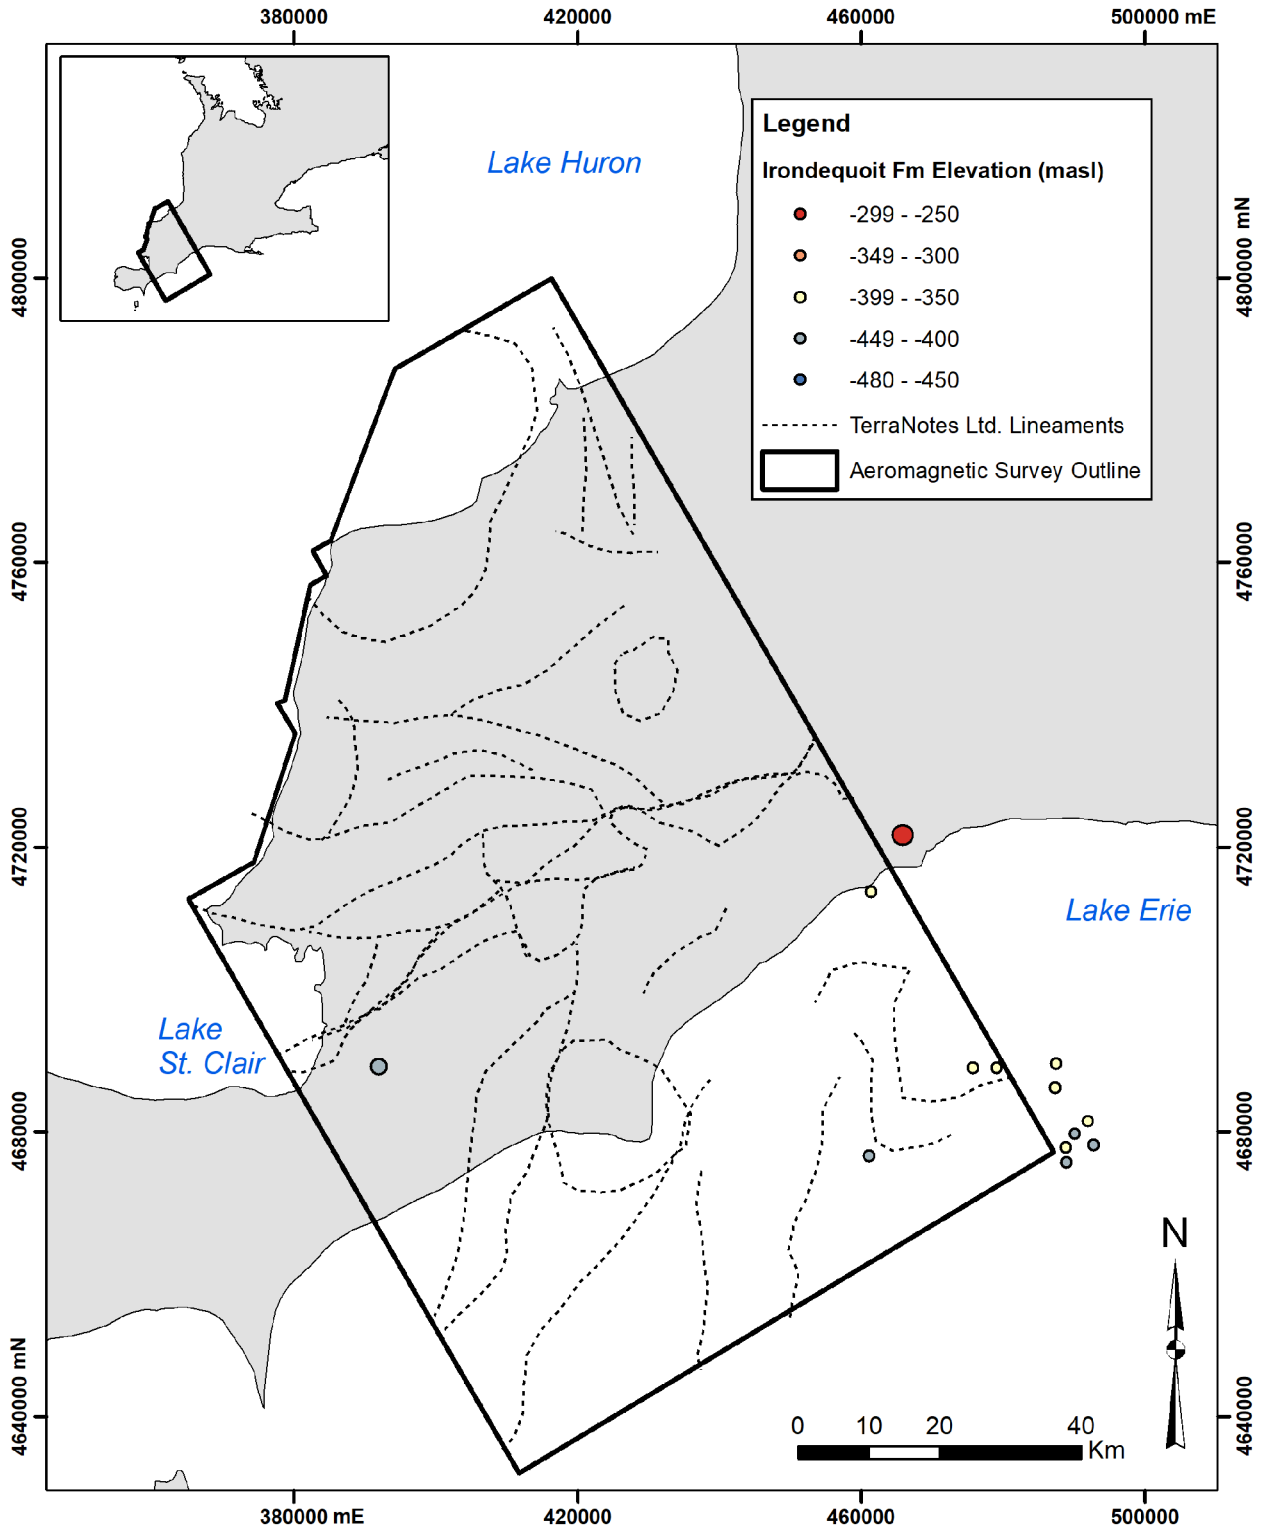 380000
420000
460000
500000 mE
Lake Huron
Legend
Irondequoit Fm Elevation (masl)
-299 - -250
-349 - -300
-399 - -350
-449 - -400
-480 - -450
TerraNotes Ltd. Lineaments
Aeromagnetic Survey Outline
4800000
4800000 mN
4760000
4760000
4720000
4720000
Lake Erie
Lake
St. Clair
4680000
4680000
N
4640000 mN
4640000
0
10
20
40
Km
380000 mE
420000
460000
500000